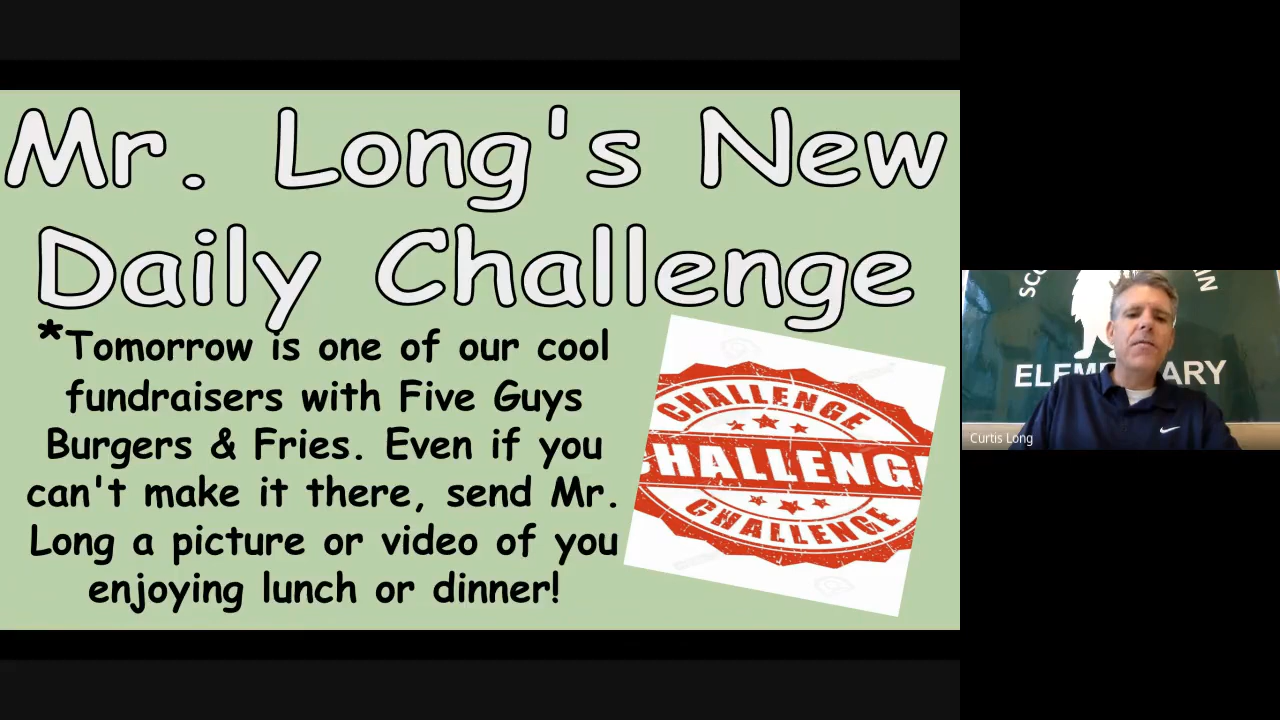 Mr. Long's New
Daily Challenge
*Tomorrow is one of our cool
fundraisers with Five Guys
Burgers & Fries. Even if you
can't make it there, send Mr.
Long a picture or video of you
enjoying lunch or dinner!
CHALLENGE
CHALLENGE
CHALLENGE
ELEMENTARY
Curtis Long